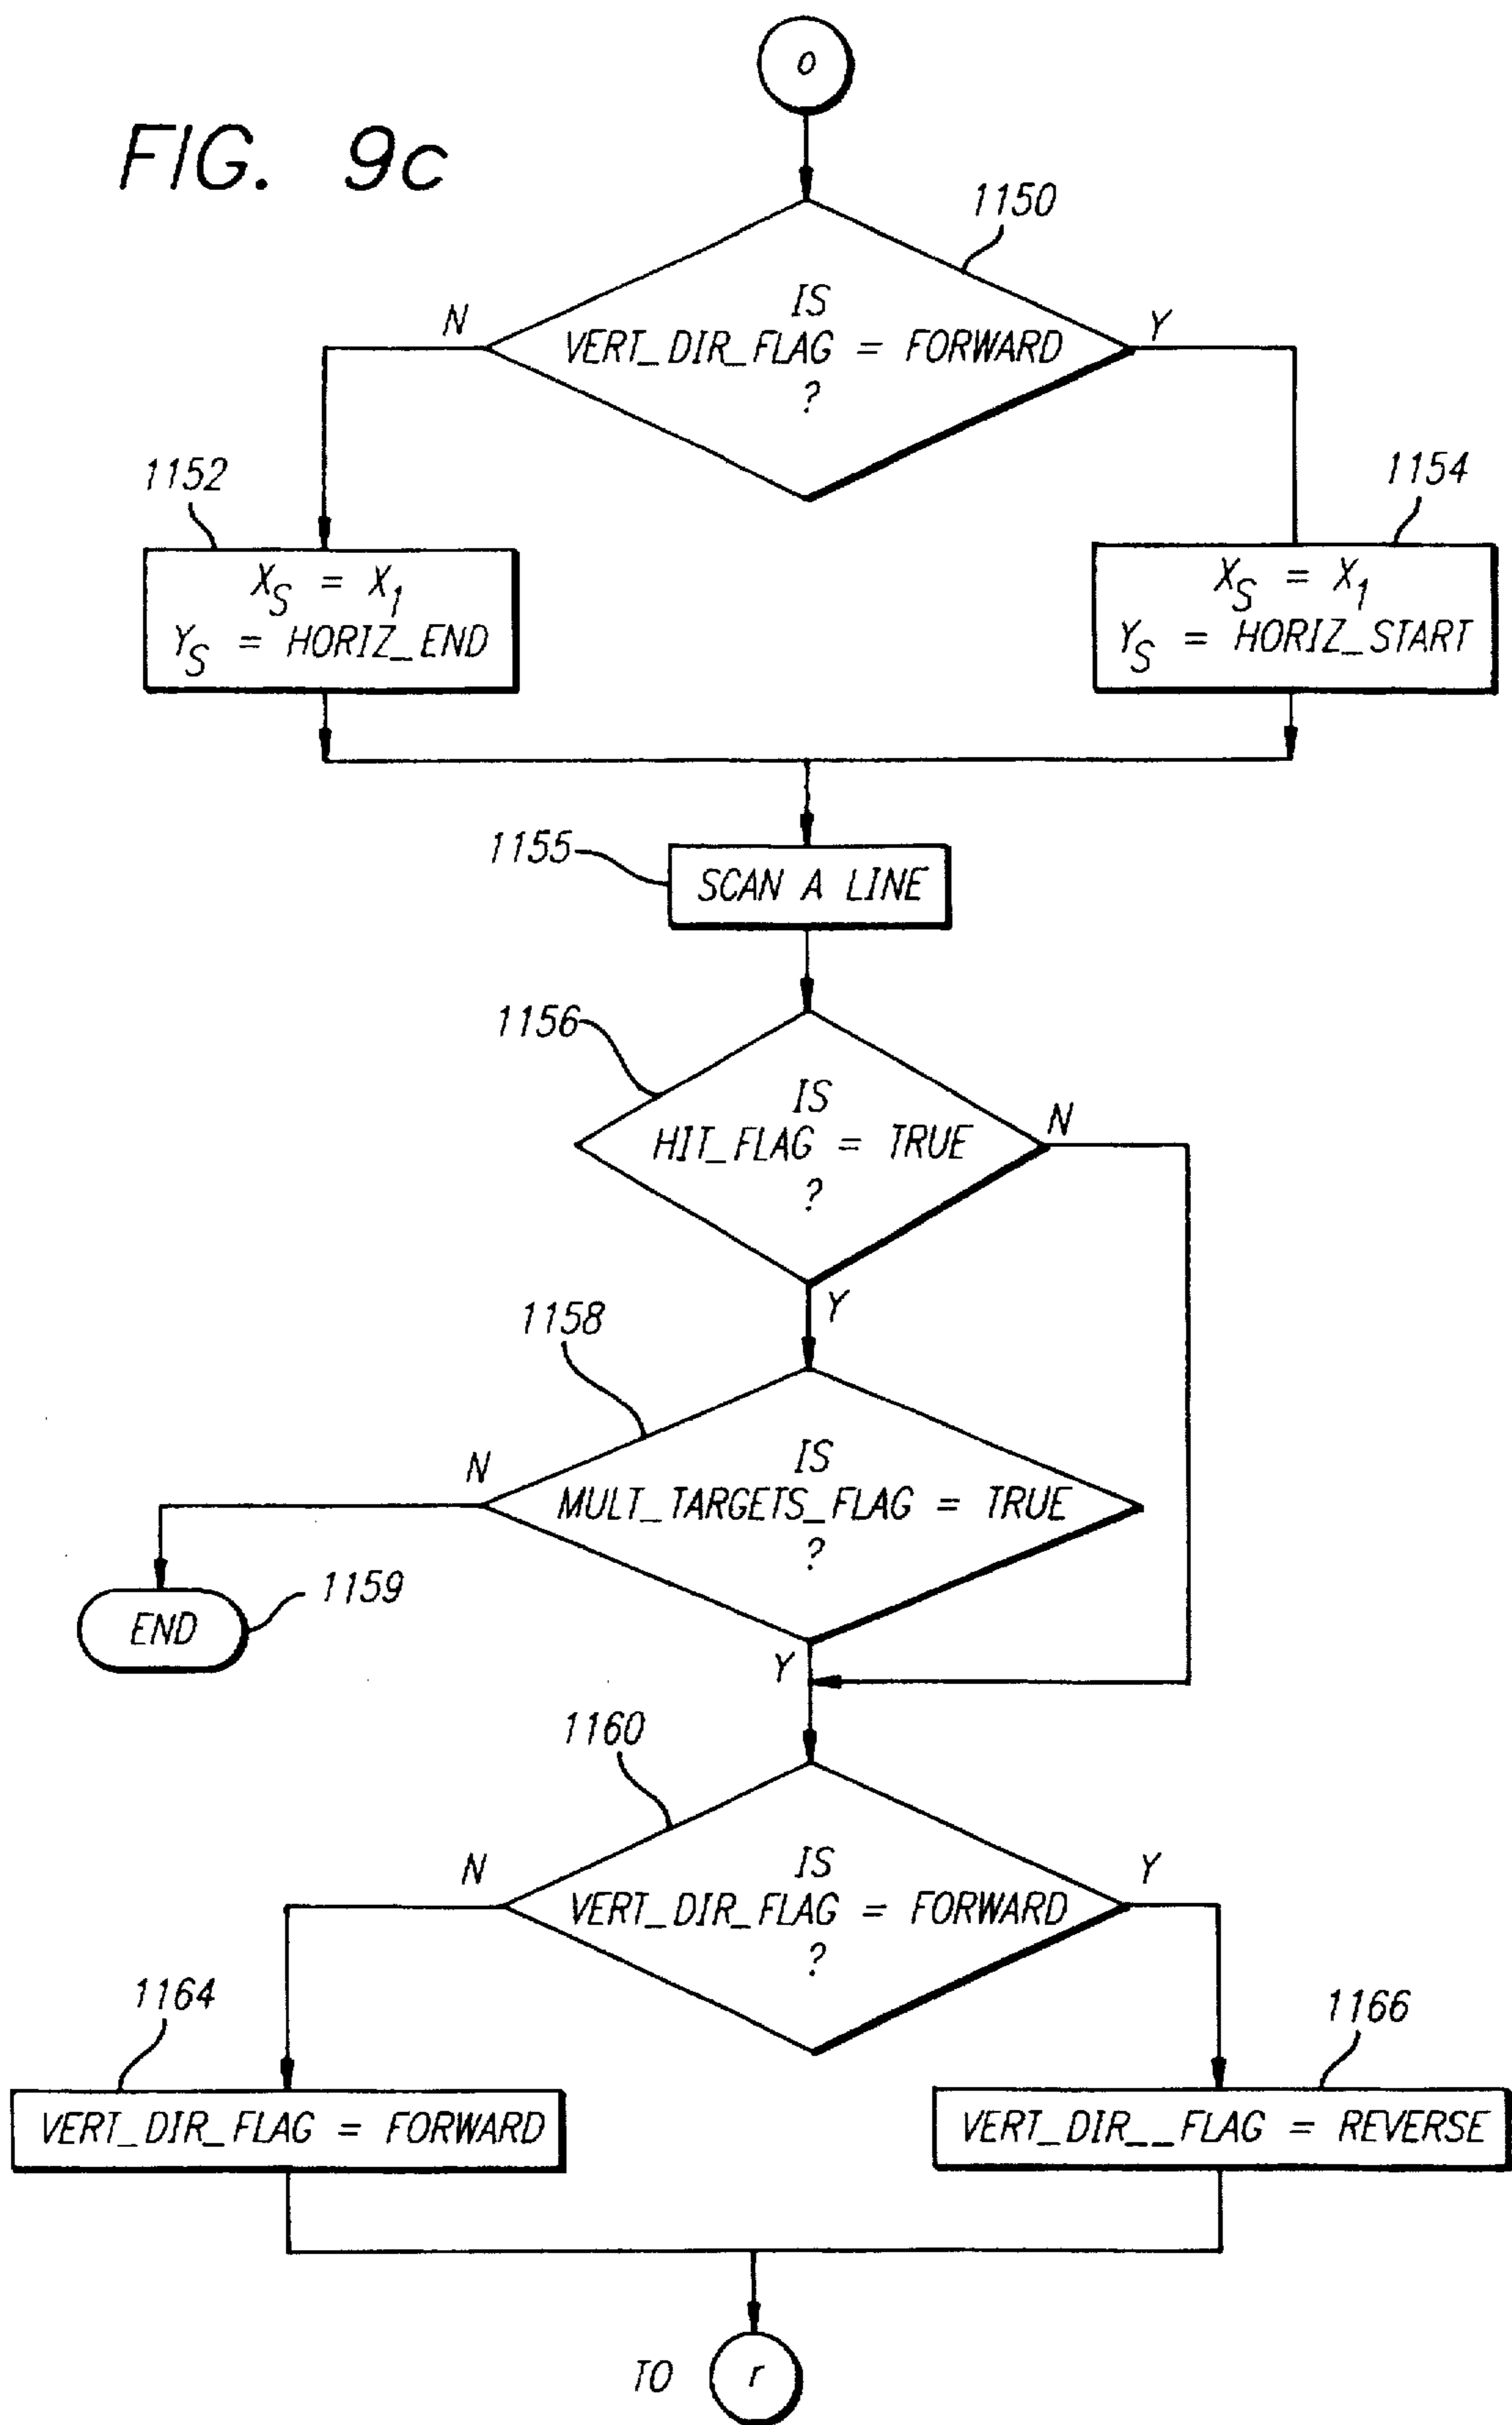 o
FIG. 9c
1150
IS
VERT_DIR_FLAG = FORWARD
?
N
Y
1152
X_S = X_1
Y_S = HORIZ_END
1154
X_S = X_1
Y_S = HORIZ_START
1155
SCAN A LINE
1156
IS
HIT_FLAG = TRUE
?
N
Y
1158
IS
MULT_TARGETS_FLAG = TRUE
?
N
END
1159
Y
1160
IS
VERT_DIR_FLAG = FORWARD
?
N
Y
1164
VERT_DIR_FLAG = FORWARD
1166
VERT_DIR__FLAG = REVERSE
TO r